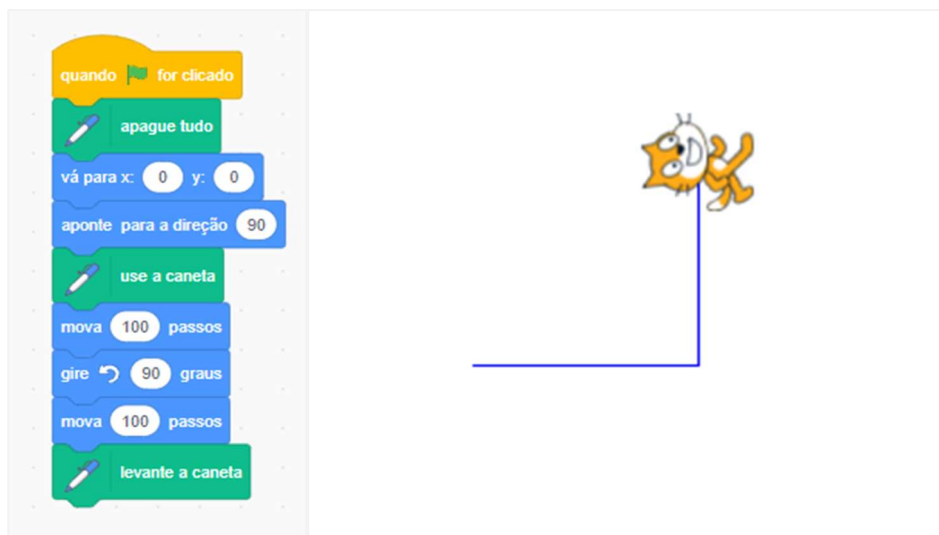 quando for clicado
apague tudo
vá para x: 0 y: 0
aponte para a direção 90
use a caneta
mova 100 passos
gire 90 graus
mova 100 passos
levante a caneta